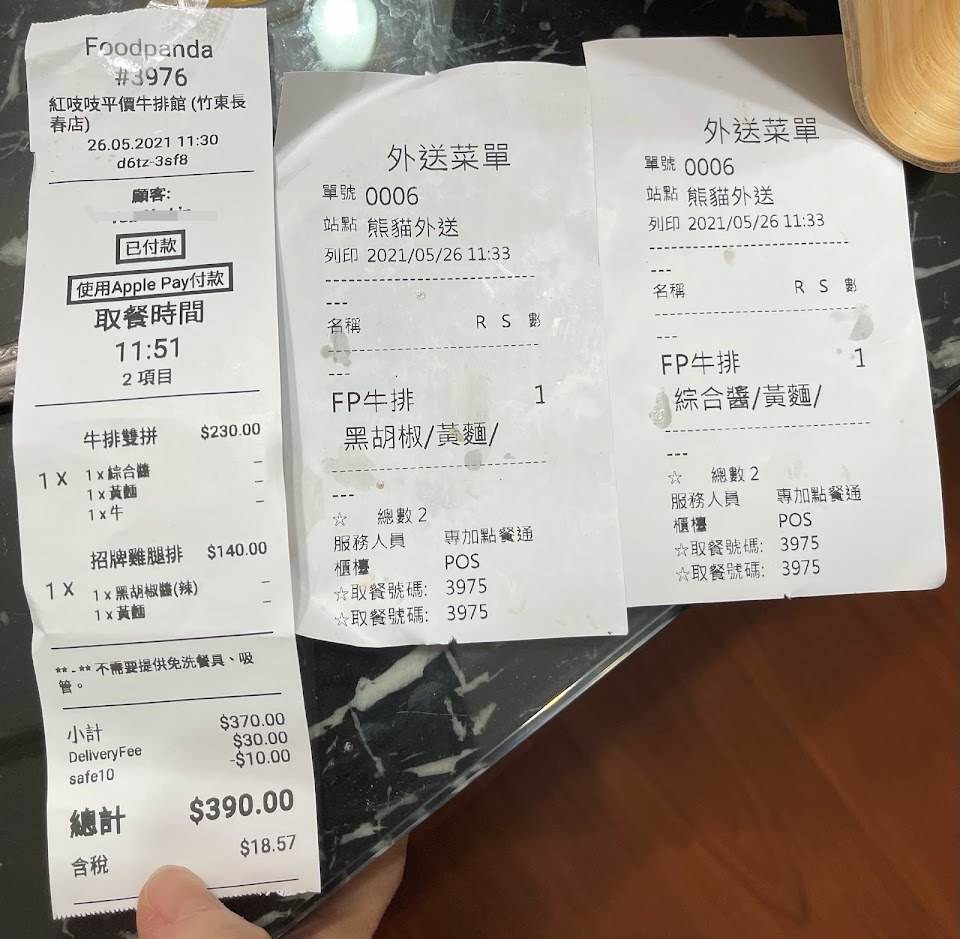 Foodpanda
#3976
紅吱吱平價牛排館 (竹東長
春店)
26.05.2021 11:30
d6tz-3sf8
顧客:
已付款
使用Apple Pay付款
取餐時間
11:51
2 項目
牛排雙拼 $230.00
1 X
1 x 綜合醬 –
1 x 黃麵 –
1 x 牛 –
招牌雞腿排 $140.00
1 X
1 x 黑胡椒醬(辣) –
1 x 黃麵 –
** - ** 不需要提供免洗餐具、吸
管。
小計 $370.00
DeliveryFee $30.00
safe10 -$10.00
總計 $390.00
含稅 $18.57
外送菜單
單號 0006
站點 熊貓外送
列印 2021/05/26 11:33
---
名稱 R S 數
---
FP牛排 1
黑胡椒/黃麵/
---
☆ 總數 2
服務人員 專加點餐通
櫃檯 POS
☆取餐號碼: 3975
☆取餐號碼: 3975
外送菜單
單號 0006
站點 熊貓外送
列印 2021/05/26 11:33
---
名稱 R S 數
---
FP牛排 1
綜合醬/黃麵/
---
☆ 總數 2
服務人員 專加點餐通
櫃檯 POS
☆取餐號碼: 3975
☆取餐號碼: 3975